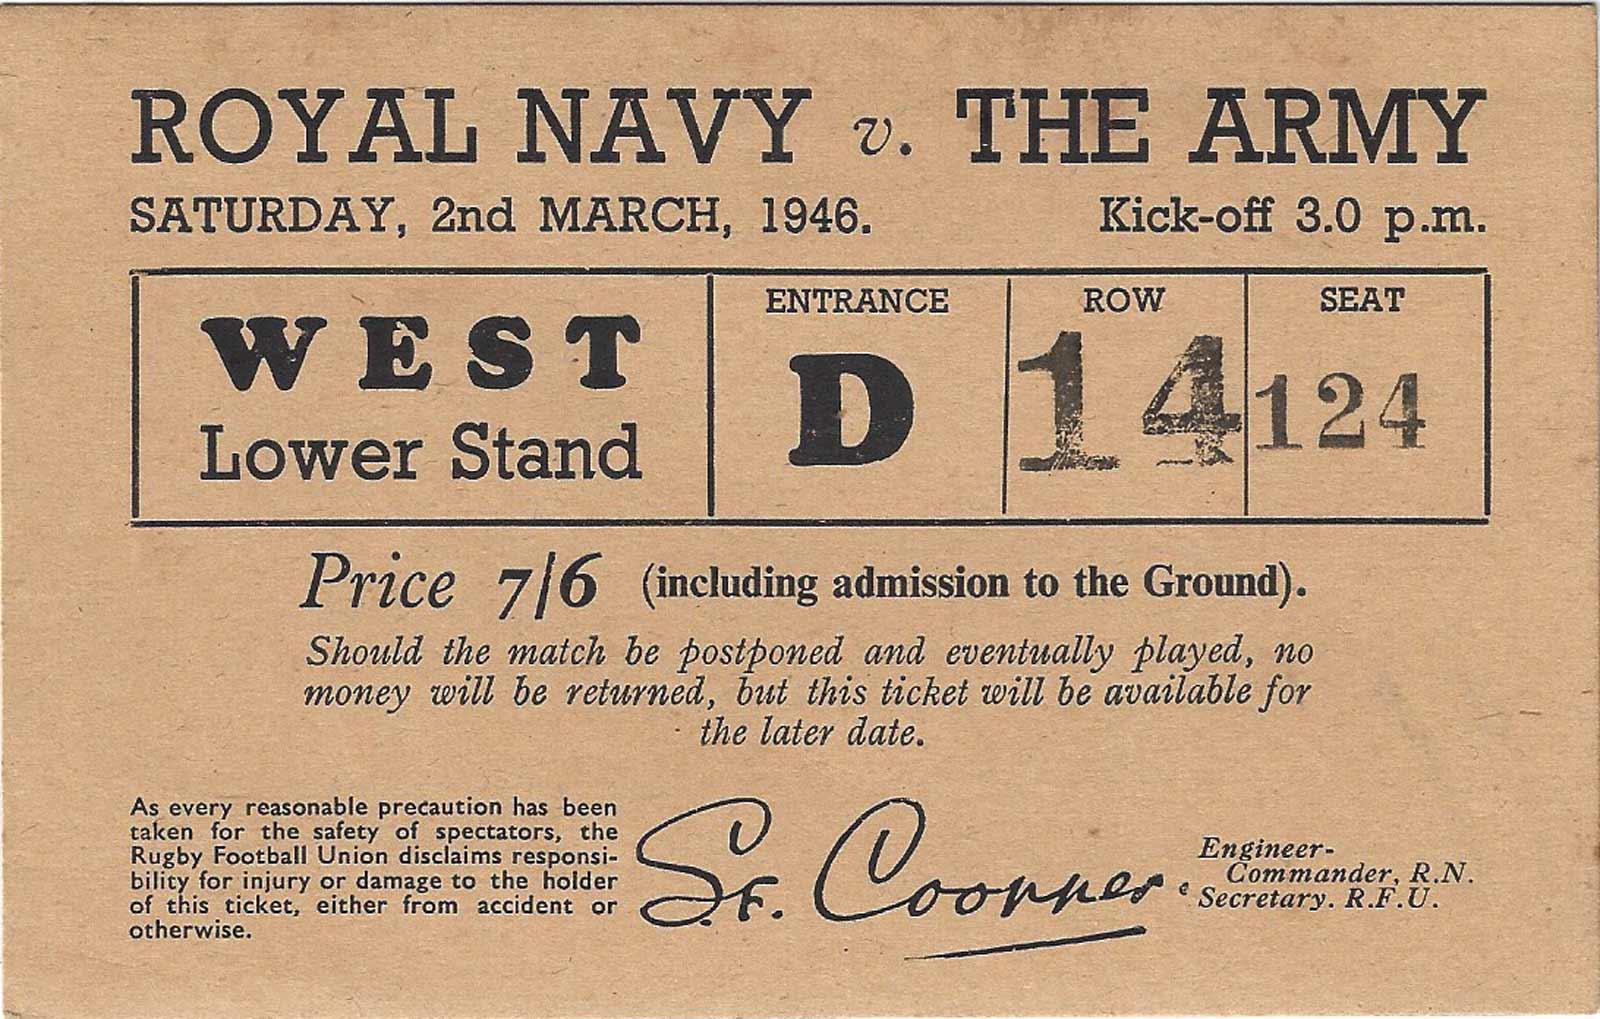 ROYAL NAVY v. THE ARMY
SATURDAY, 2nd MARCH, 1946. Kick-off 3.0 p.m.
WEST
Lower Stand
ENTRANCE
D
ROW
14
SEAT
124
Price 7/6 (including admission to the Ground).
Should the match be postponed and eventually played, no
money will be returned, but this ticket will be available for
the later date.
As every reasonable precaution has been
taken for the safety of spectators, the
Rugby Football Union disclaims responsi-
bility for injury or damage to the holder
of this ticket, either from accident or
otherwise.
S.F. Coopper.
Engineer-
Commander, R.N.
Secretary. R.F.U.